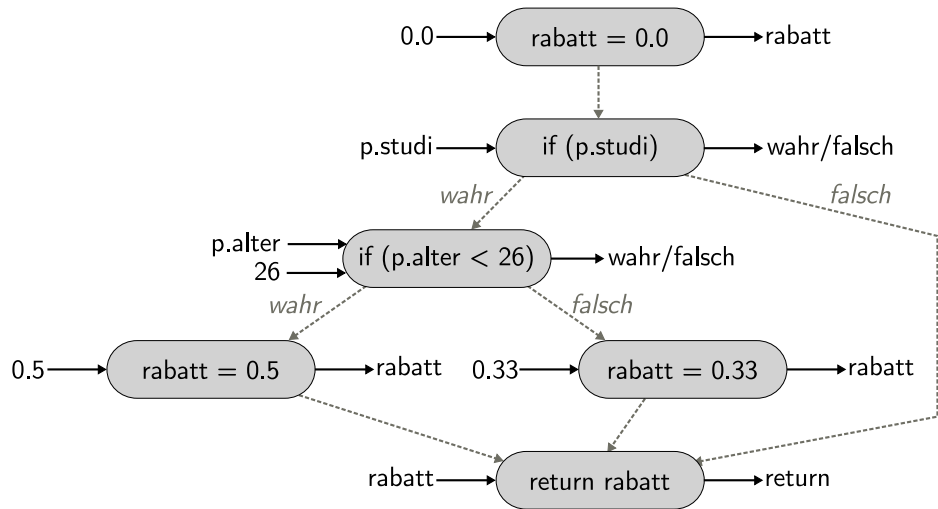 0.0 rabatt = 0.0 rabatt
p.studi if (p.studi) wahr/falsch
wahr falsch
p.alter
26 if (p.alter < 26) wahr/falsch
wahr falsch
0.5 rabatt = 0.5 rabatt 0.33 rabatt = 0.33 rabatt
rabatt return rabatt return